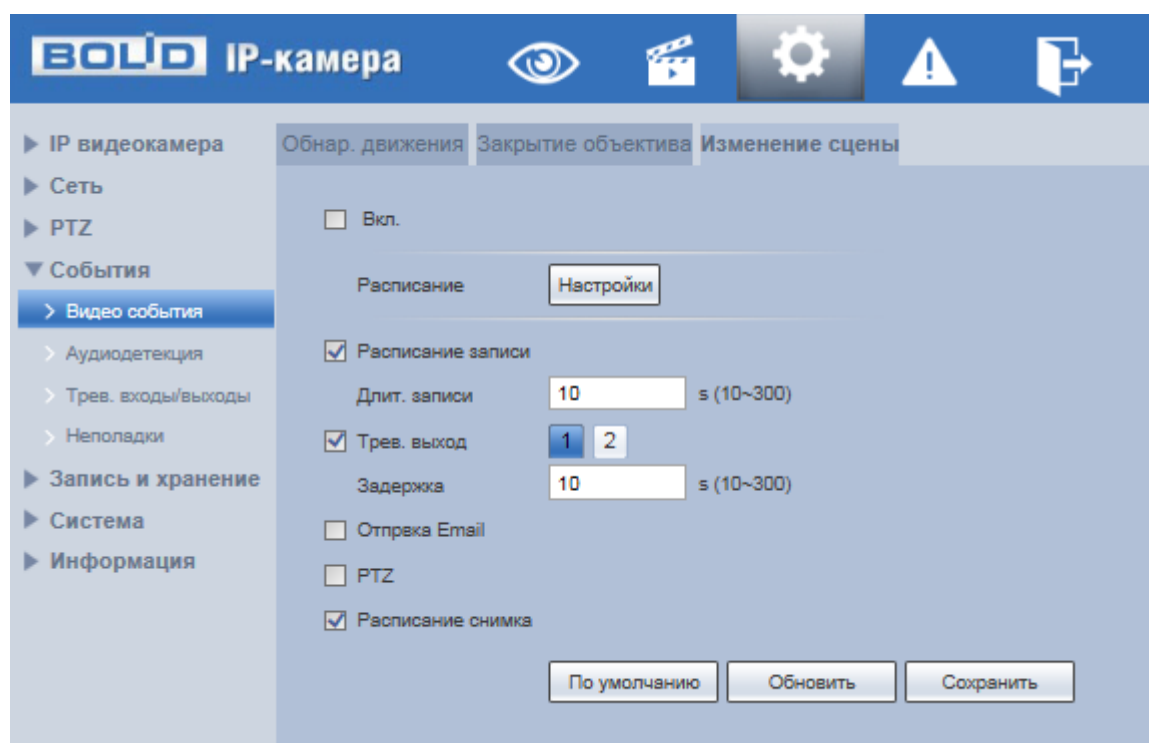 BOLID IP-камера
IP видеокамера
Сеть
PTZ
События
Видео события
Аудиодетекция
Трев. входы/выходы
Неполадки
Запись и хранение
Система
Информация
Обнар. движения Закрытие объектива Изменение сцены
Вкл.
Расписание Настройки
Расписание записи
Длит. записи 10 s (10~300)
Трев. выход 1 2
Задержка 10 s (10~300)
Отпрвка Email
PTZ
Расписание снимка
По умолчанию Обновить Сохранить